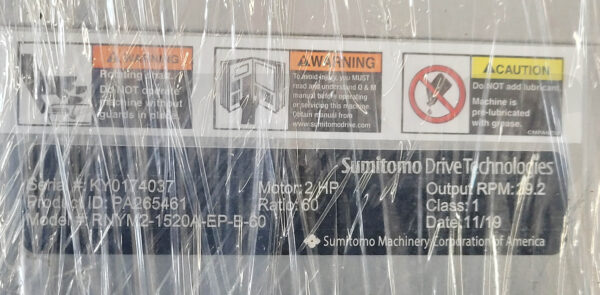 WARNING
Rotating shaft.
Do NOT operate
machine without
guards in place.
WARNING
To avoid injury, you MUST
read and understand O & M
manual before operating
or servicing this machine.
Obtain manual from
www.sumitomodrive.com
CAUTION
Do NOT add lubricant.
Machine is
pre-lubricated
with grease.
Sumitomo Drive Technologies
Serial #: KY0174037
Product ID: PA265461
Model #: RNYM2-1520A-EP-B-60
Motor: 2 HP
Ratio: 60
Output RPM: 29.2
Class: 1
Date: 11/19
Sumitomo Machinery Corporation of America